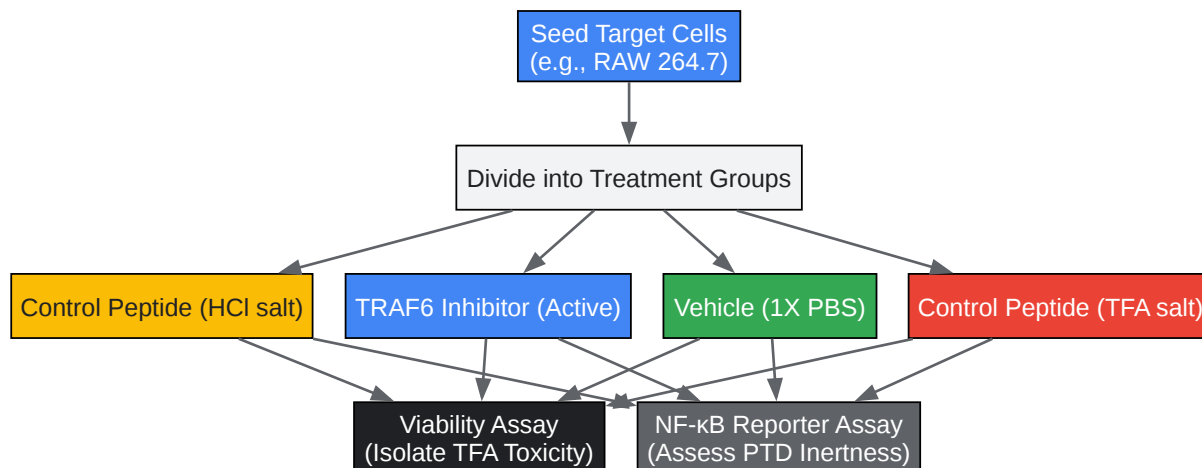 Seed Target Cells
(e.g., RAW 264.7)
Divide into Treatment Groups
Control Peptide (HCl salt)
TRAF6 Inhibitor (Active)
Vehicle (1X PBS)
Control Peptide (TFA salt)
Viability Assay
(Isolate TFA Toxicity)
NF-κB Reporter Assay
(Assess PTD Inertness)